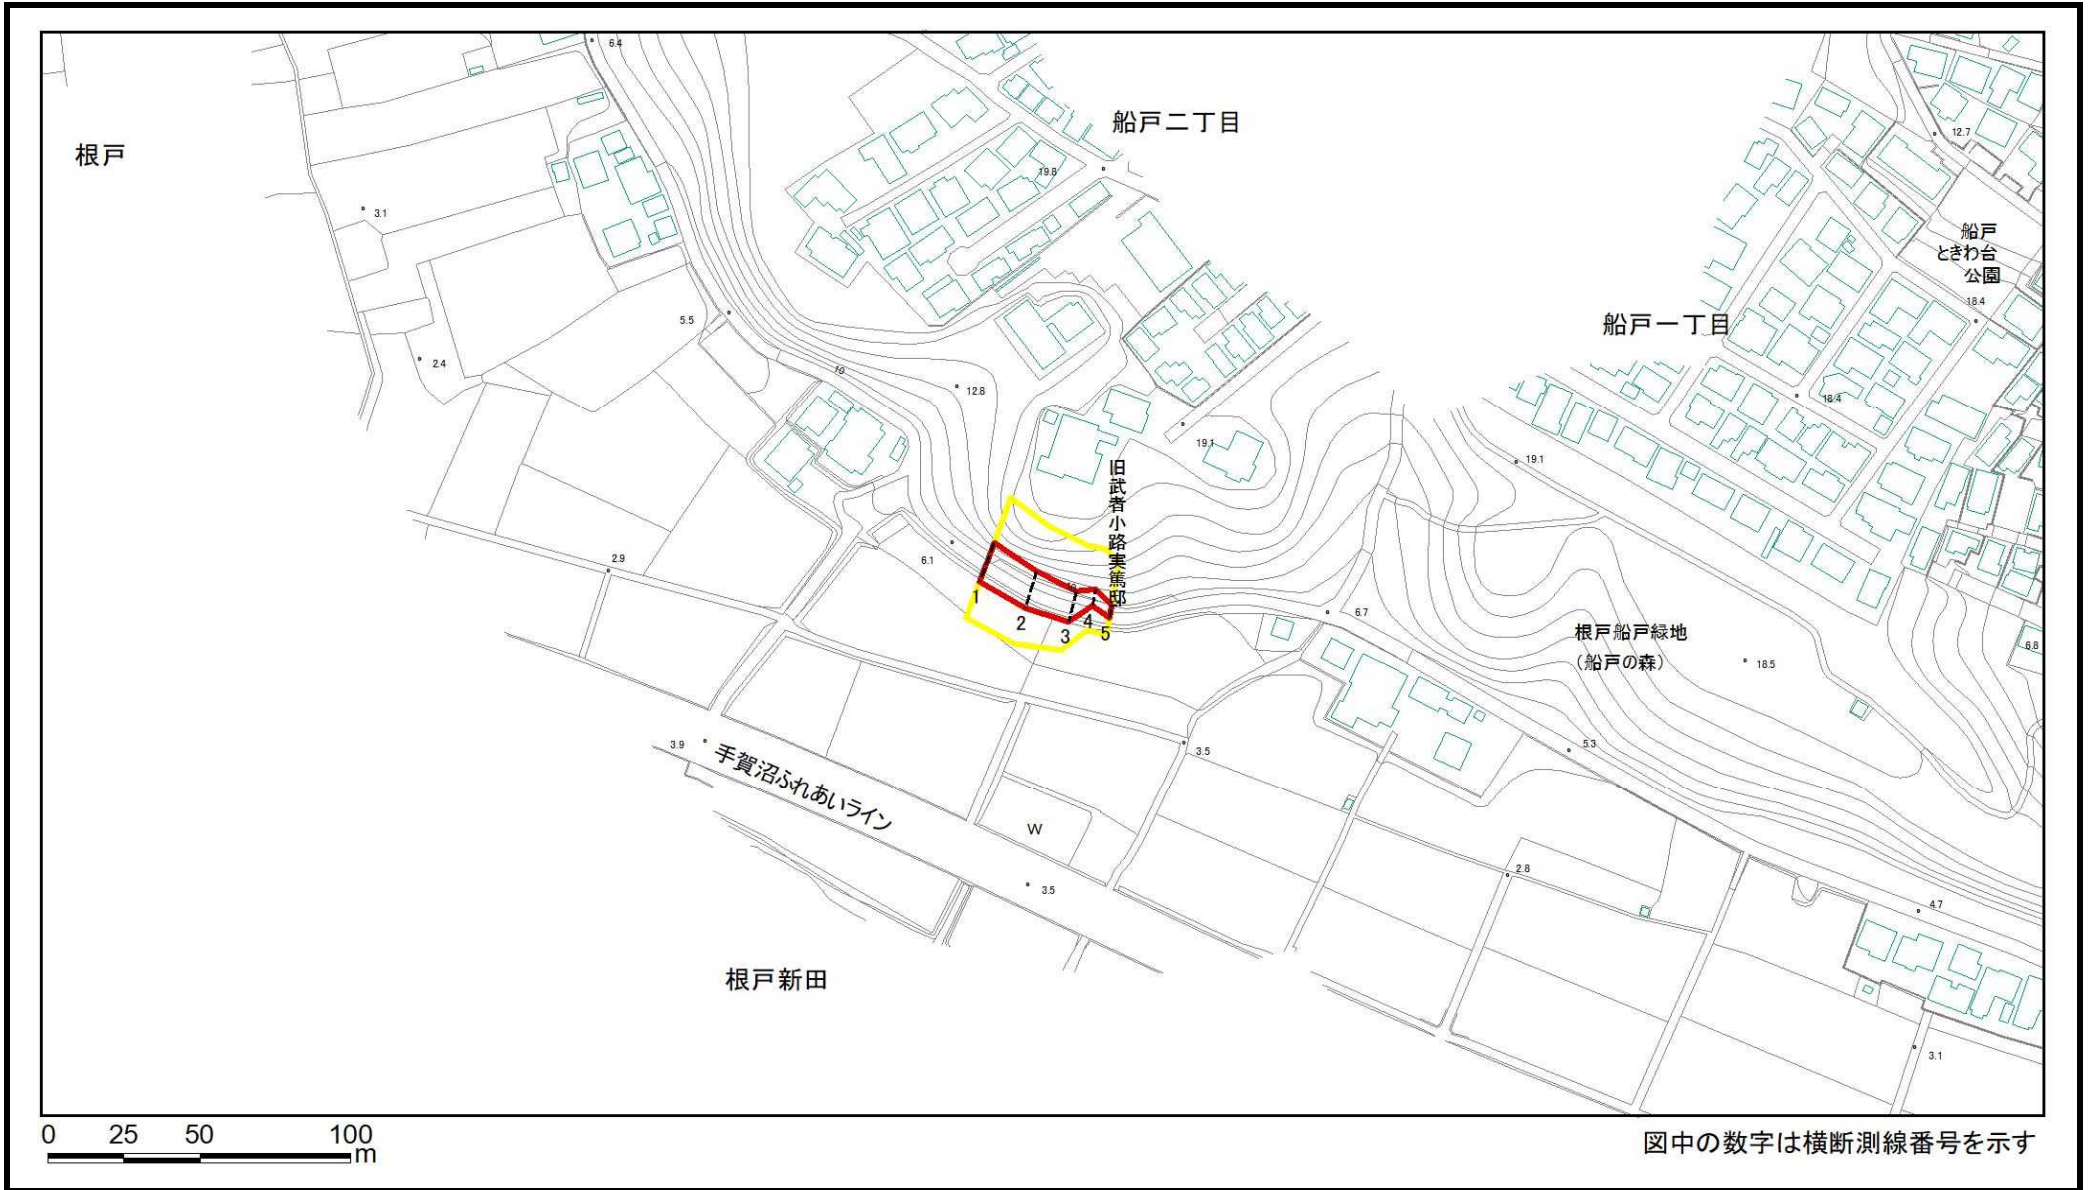 6.4
船戸二丁目
12.7
根戸
19.8
3.1
船戸
ときわ台
公園
18.4
5.5
船戸一丁目
2.4
10
12.8
18.4
19.1
19.1
旧武者小路実篤邸
2.9
6.1
10
1
2
3
4
5
6.7
根戸船戸緑地
(船戸の森)
18.5
6.8
3.9
手賀沼ふれあいライン
3.5
5.3
W
3.5
2.8
4.7
根戸新田
3.1
0 25 50 100
m
図中の数字は横断測線番号を示す